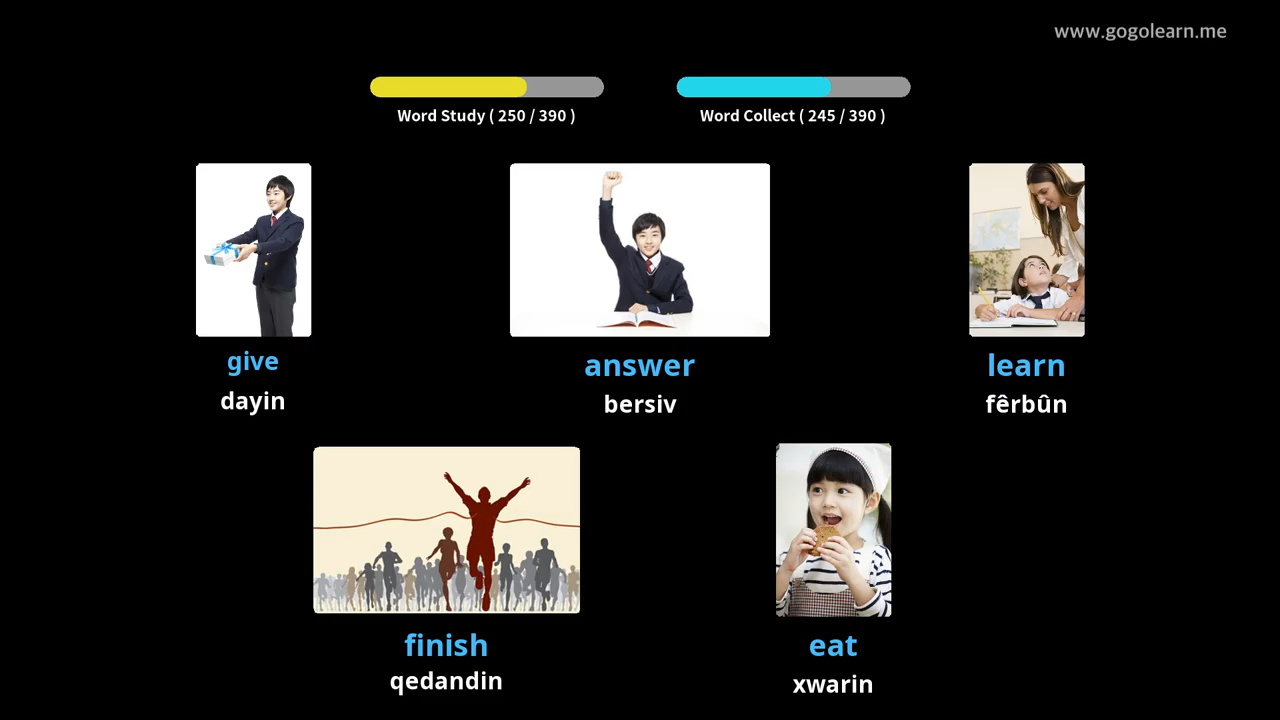 www.gogolearn.me
Word Study ( 250 / 390 )
Word Collect ( 245 / 390 )
give
dayin
answer
bersiv
learn
fêrbûn
finish
qedandin
eat
xwarin